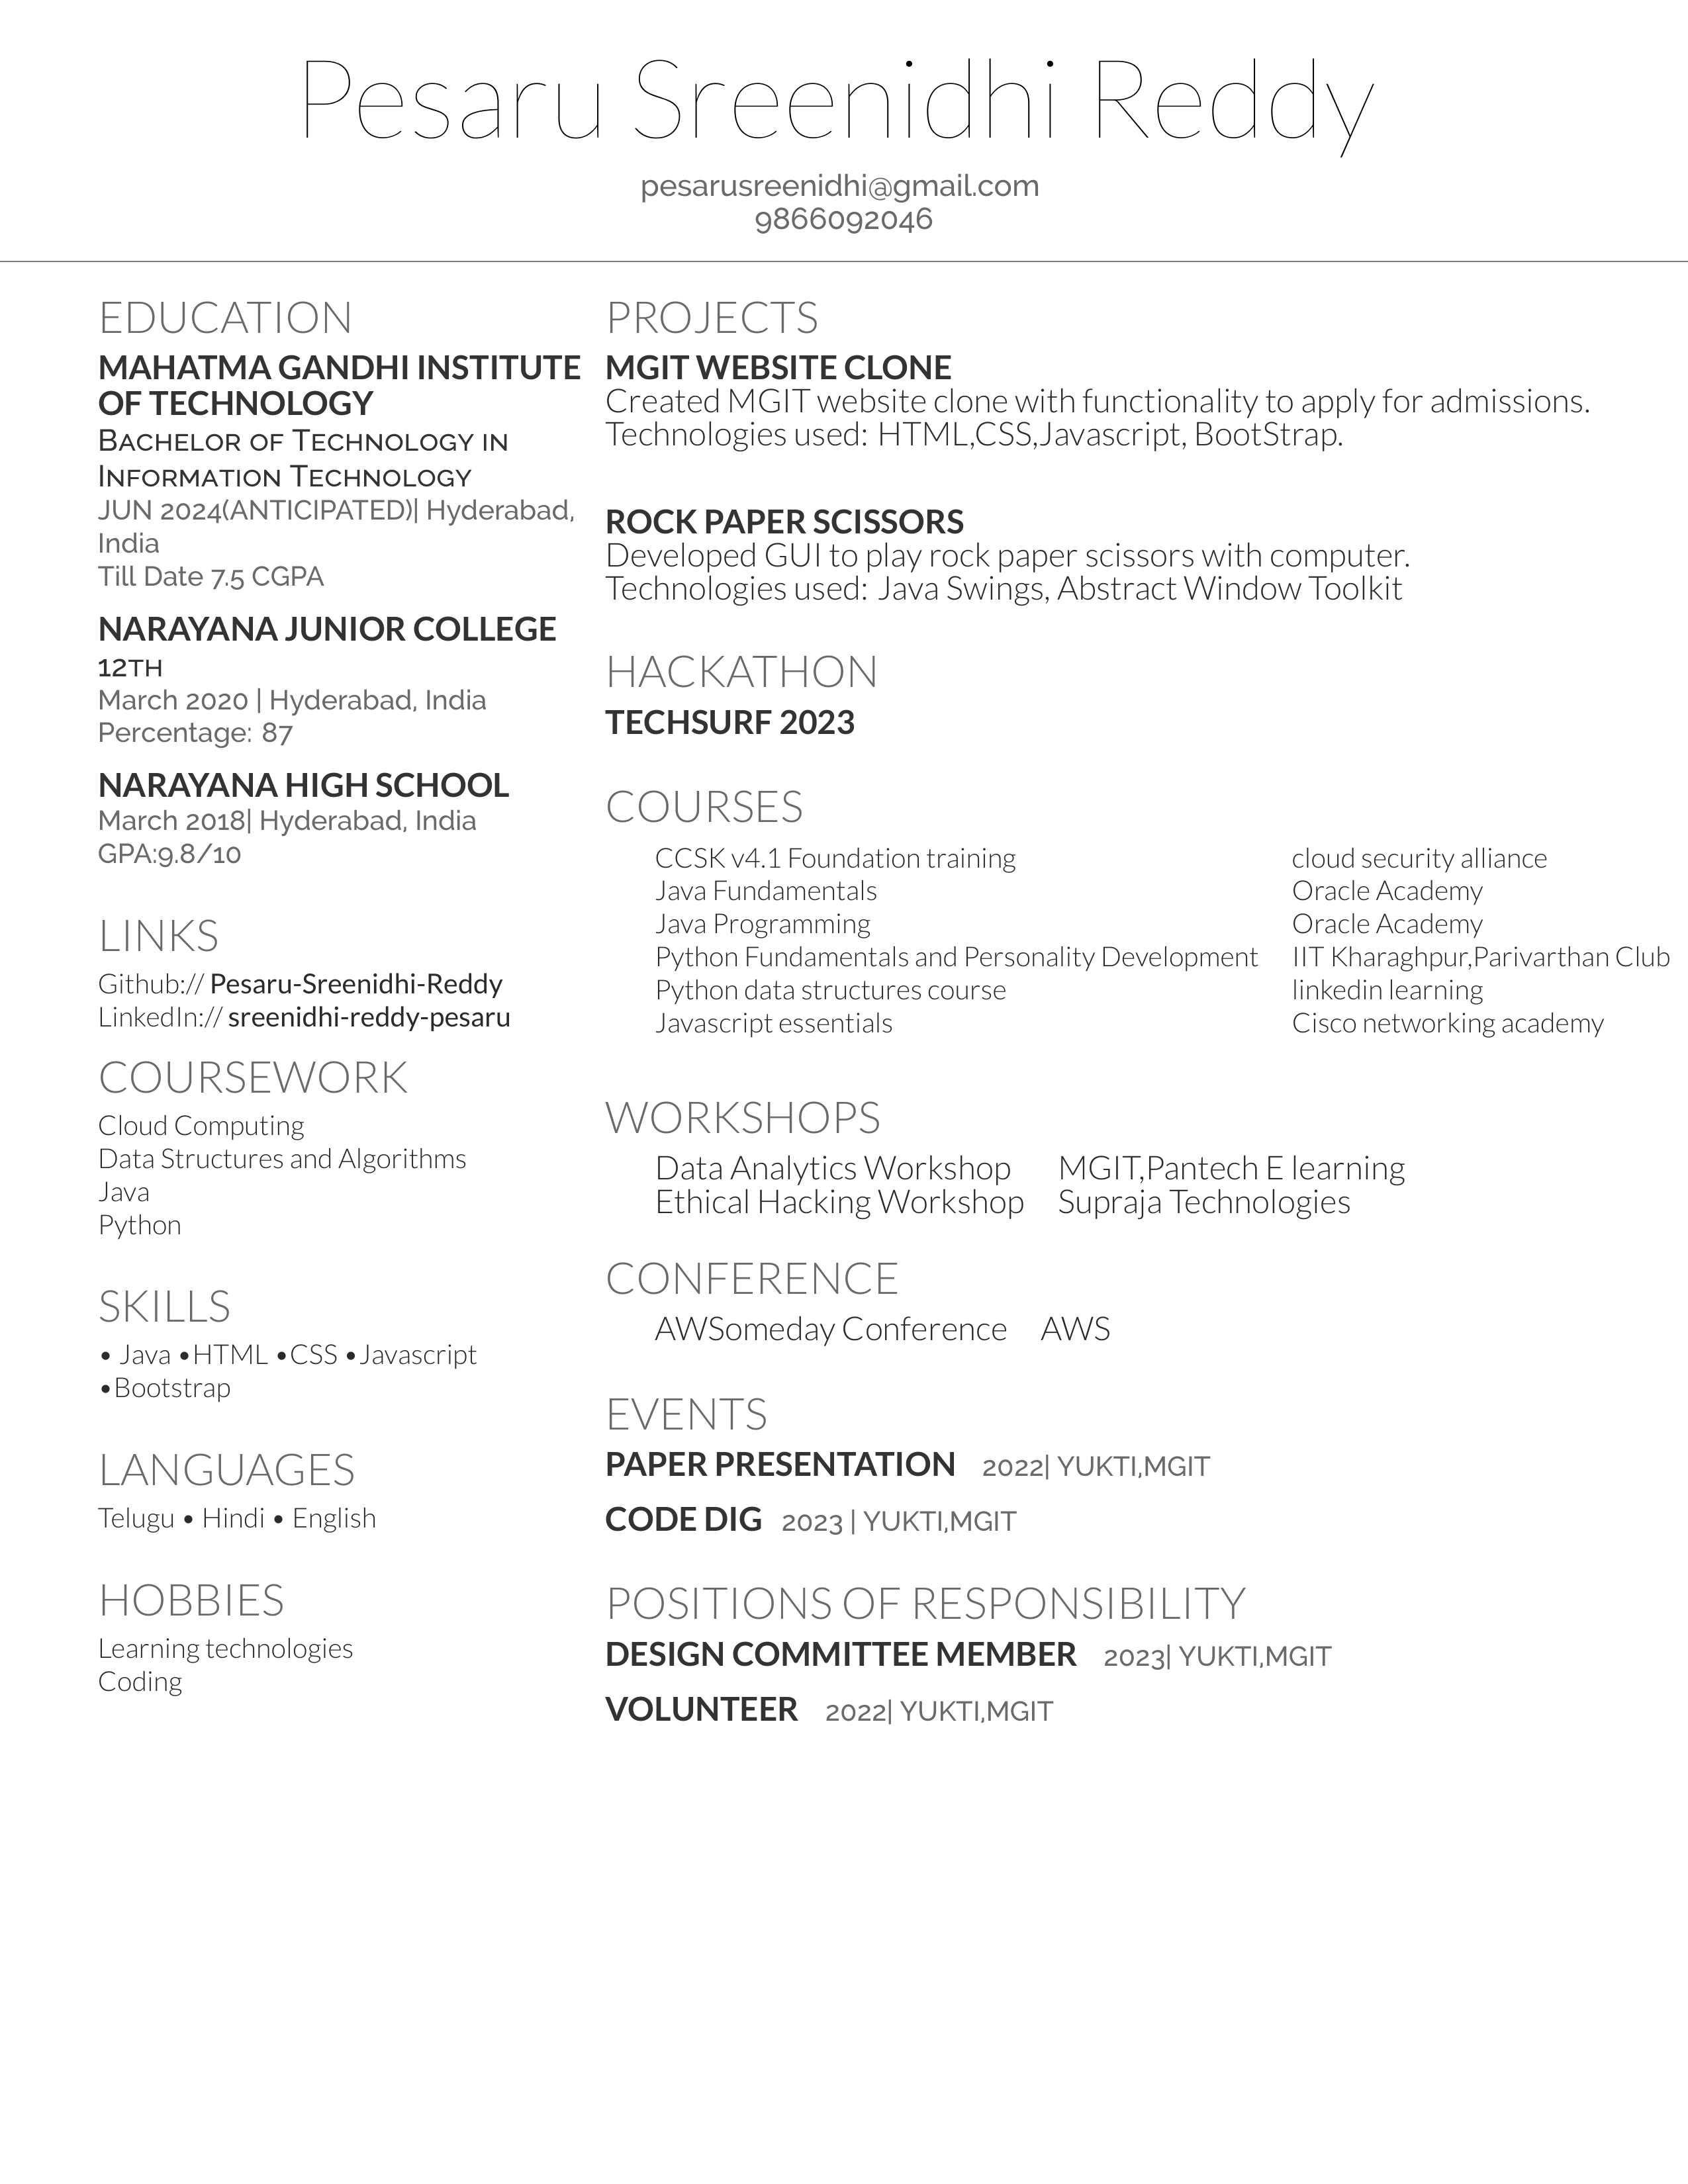 Pesaru Sreenidhi Reddy
pesarusreenidhi@gmail.com
9866092046
EDUCATION
MAHATMA GANDHI INSTITUTE
OF TECHNOLOGY
BACHELOR OF TECHNOLOGY IN
INFORMATION TECHNOLOGY
JUN 2024(ANTICIPATED)| Hyderabad,
India
Till Date 7.5 CGPA
NARAYANA JUNIOR COLLEGE
12TH
March 2020 | Hyderabad, India
Percentage: 87
NARAYANA HIGH SCHOOL
March 2018| Hyderabad, India
GPA:9.8/10
LINKS
Github:// Pesaru-Sreenidhi-Reddy
LinkedIn:// sreenidhi-reddy-pesaru
COURSEWORK
Cloud Computing
Data Structures and Algorithms
Java
Python
SKILLS
• Java •HTML •CSS •Javascript
•Bootstrap
LANGUAGES
Telugu • Hindi • English
HOBBIES
Learning technologies
Coding
PROJECTS
MGIT WEBSITE CLONE
Created MGIT website clone with functionality to apply for admissions.
Technologies used: HTML,CSS,Javascript, BootStrap.
ROCK PAPER SCISSORS
Developed GUI to play rock paper scissors with computer.
Technologies used: Java Swings, Abstract Window Toolkit
HACKATHON
TECHSURF 2023
COURSES
CCSK v4.1 Foundation training cloud security alliance
Java Fundamentals Oracle Academy
Java Programming Oracle Academy
Python Fundamentals and Personality Development IIT Kharaghpur,Parivarthan Club
Python data structures course linkedin learning
Javascript essentials Cisco networking academy
WORKSHOPS
Data Analytics Workshop MGIT,Pantech E learning
Ethical Hacking Workshop Supraja Technologies
CONFERENCE
AWSomeday Conference AWS
EVENTS
PAPER PRESENTATION 2022| YUKTI,MGIT
CODE DIG 2023 | YUKTI,MGIT
POSITIONS OF RESPONSIBILITY
DESIGN COMMITTEE MEMBER 2023| YUKTI,MGIT
VOLUNTEER 2022| YUKTI,MGIT